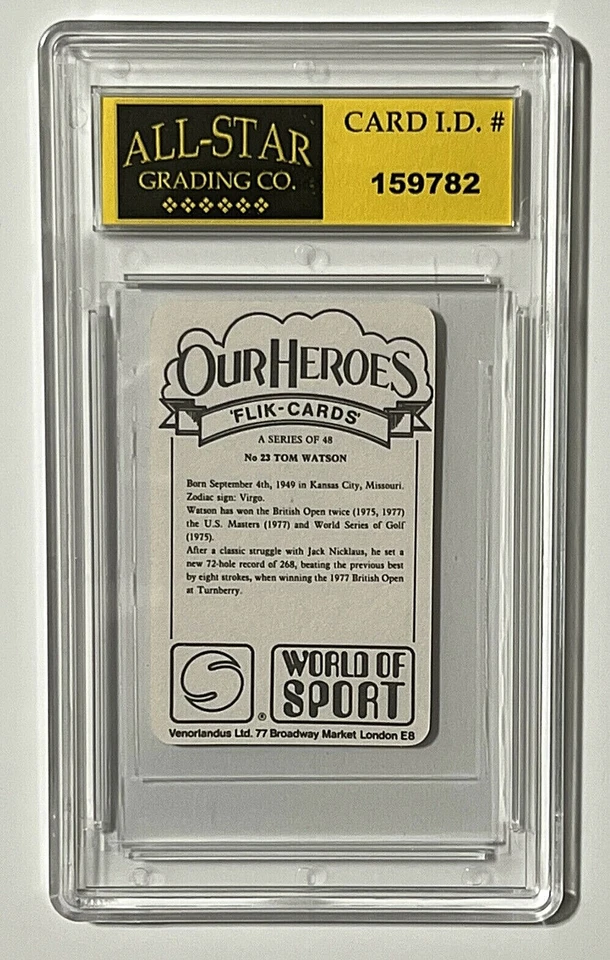 ALL-STAR
GRADING CO.
CARD I.D. #
159782
OUR HEROES
'FLIK-CARDS'
A SERIES OF 48
No 23 TOM WATSON
Born September 4th, 1949 in Kansas City, Missouri.
Zodiac sign: Virgo.
Watson has won the British Open twice (1975, 1977)
the U.S. Masters (1977) and World Series of Golf
(1975).
After a classic struggle with Jack Nicklaus, he set a
new 72-hole record of 268, beating the previous best
by eight strokes, when winning the 1977 British Open
at Turnberry.
®
WORLD OF
SPORT
Venorlandus Ltd. 77 Broadway Market London E8